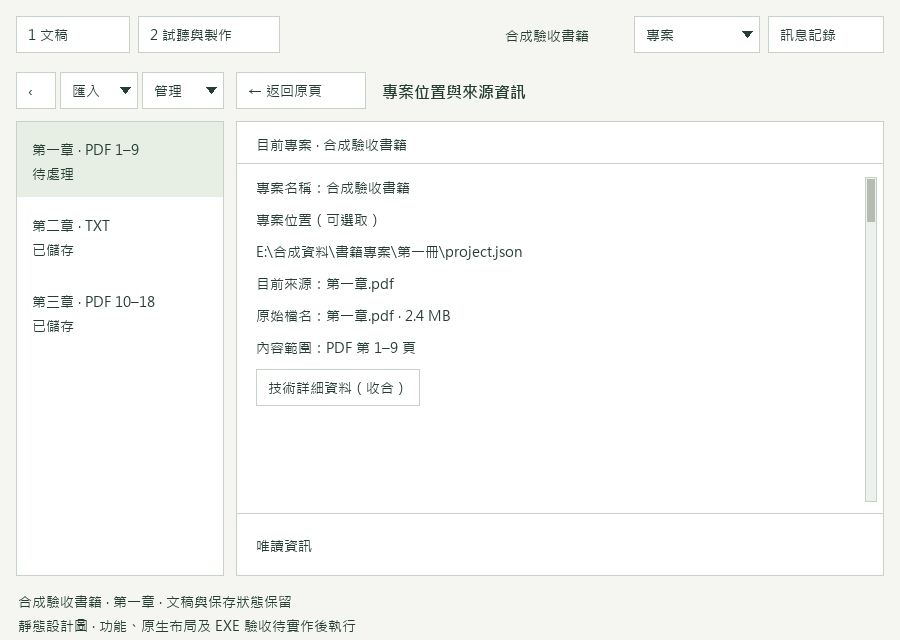 1 文稿
2 試聽與製作
合成驗收書籍
專案
訊息記錄
‹
匯入
管理
← 返回原頁
專案位置與來源資訊
第一章 · PDF 1–9
待處理
第二章 · TXT
已儲存
第三章 · PDF 10–18
已儲存
目前專案 · 合成驗收書籍
專案名稱：合成驗收書籍
專案位置（可選取）
E:\合成資料\書籍專案\第一冊\project.json
目前來源：第一章.pdf
原始檔名：第一章.pdf · 2.4 MB
內容範圍：PDF 第 1–9 頁
技術詳細資料（收合）
唯讀資訊
合成驗收書籍 · 第一章 · 文稿與保存狀態保留
靜態設計圖 · 功能、原生布局及 EXE 驗收待實作後執行